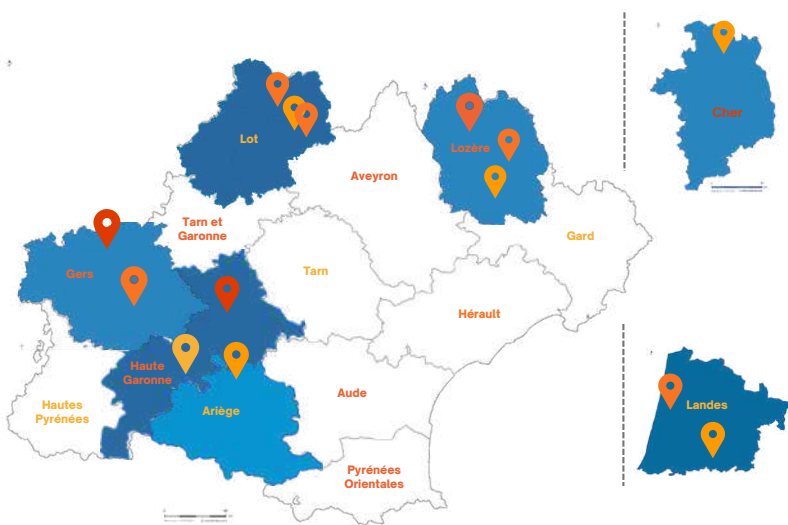 Cher
Lot
Lozère
Aveyron
Tarn et
Garonne
Gard
Gers
Tarn
Hérault
Haute
Garonne
Aude
Hautes
Pyrénées
Ariège
Landes
Pyrénées
Orientales